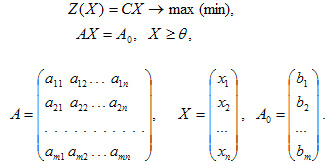 Z(X) = CX → max (min),
AX = A₀, X ≥ θ,
A = ( a₁₁ a₁₂ ... a₁ₙ
a₂₁ a₂₂ ... a₂ₙ
. . . . . . . . . .
aₘ₁ aₘ₂ ... aₘₙ ), X = ( x₁
x₂
...
xₙ ), A₀ = ( b₁
b₂
...
bₘ ).